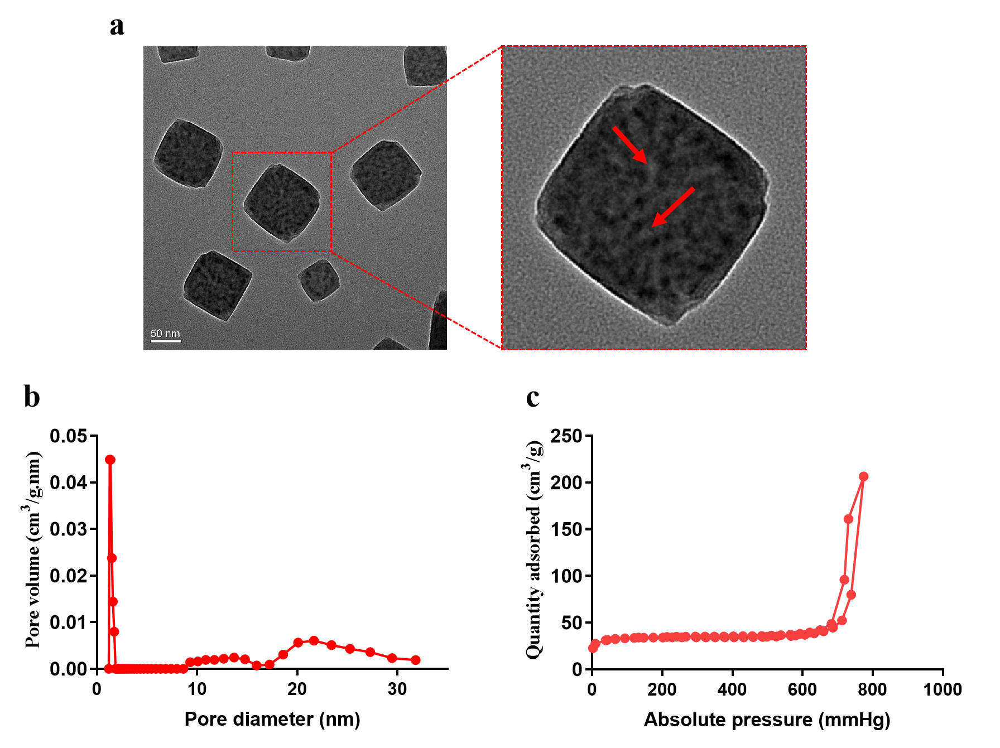 a
50 nm
b
c
0.05
0.04
0.03
0.02
0.01
0.00
Pore volume (cm³/g.nm)
0 10 20 30
Pore diameter (nm)
250
200
150
100
50
0
Quantity adsorbed (cm³/g)
0 200 400 600 800 1000
Absolute pressure (mmHg)